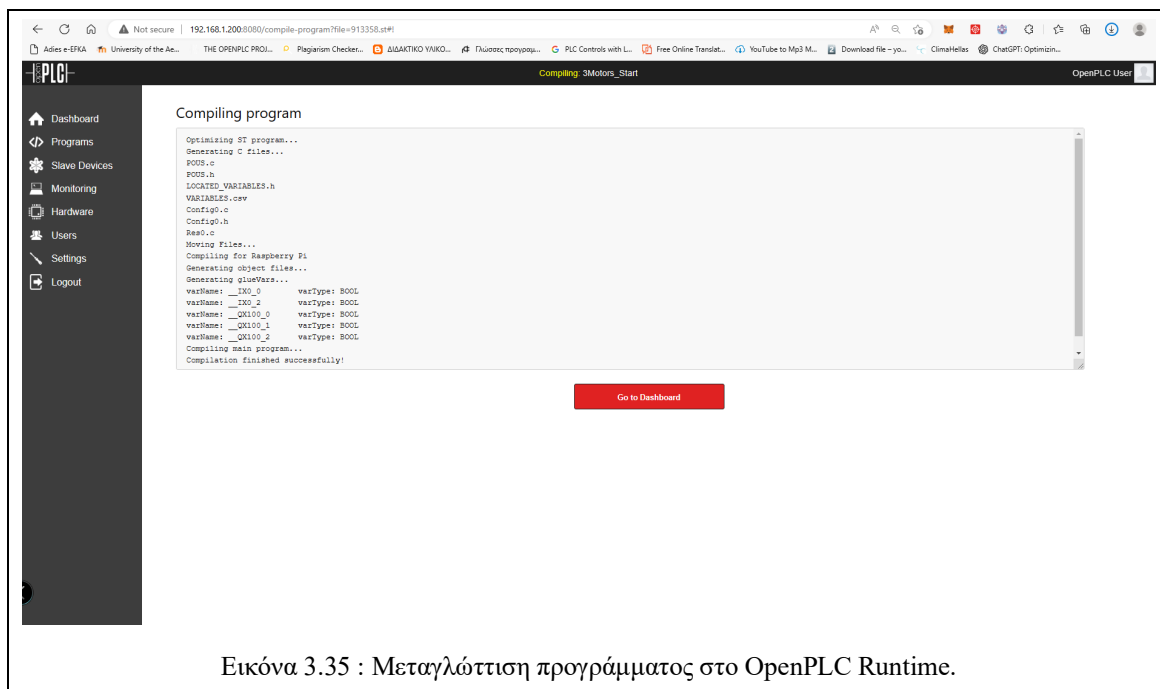 Not secure | 192.168.1.200:8080/compile-program?file=913358.st#!
Adies e-EFKA University of the Ae... THE OPENPLC PROJ... Plagiarism Checker... ΔΙΔΑΚΤΙΚΟ ΥΛΙΚΟ... Γλώσσες προγραμ... PLC Controls with L... Free Online Translat... YouTube to Mp3 M... Download file – yo... ClimaHellas ChatGPT: Optimizin...
open PLC Compiling: 3Motors_Start OpenPLC User
Dashboard
Programs
Slave Devices
Monitoring
Hardware
Users
Settings
Logout
Compiling program
Optimizing ST program...
Generating C files...
POUS.c
POUS.h
LOCATED_VARIABLES.h
VARIABLES.csv
Config0.c
Config0.h
Res0.c
Moving Files...
Compiling for Raspberry Pi
Generating object files...
Generating glueVars...
varName: __IX0_0 varType: BOOL
varName: __IX0_2 varType: BOOL
varName: __QX100_0 varType: BOOL
varName: __QX100_1 varType: BOOL
varName: __QX100_2 varType: BOOL
Compiling main program...
Compilation finished successfully!
Go to Dashboard
Εικόνα 3.35 : Μεταγλώττιση προγράμματος στο OpenPLC Runtime.